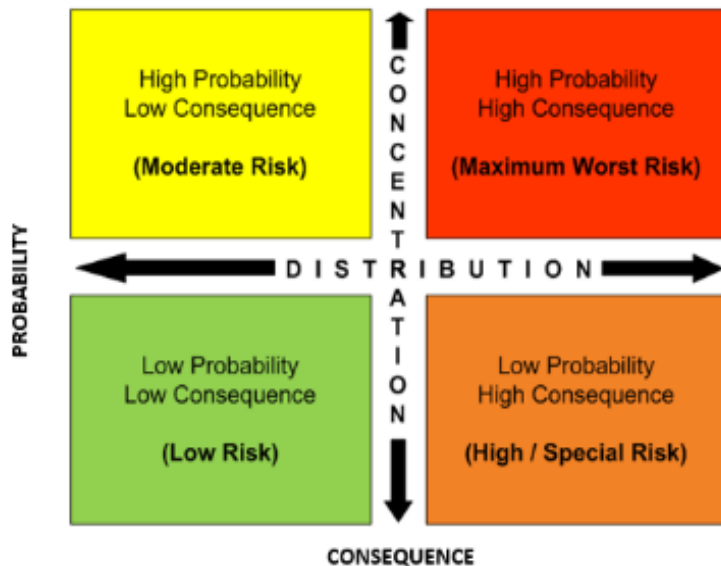 High Probability
Low Consequence
(Moderate Risk)
High Probability
High Consequence
(Maximum Worst Risk)
CONCENTRATION
DISTRIBUTION
PROBABILITY
Low Probability
Low Consequence
(Low Risk)
Low Probability
High Consequence
(High / Special Risk)
CONSEQUENCE